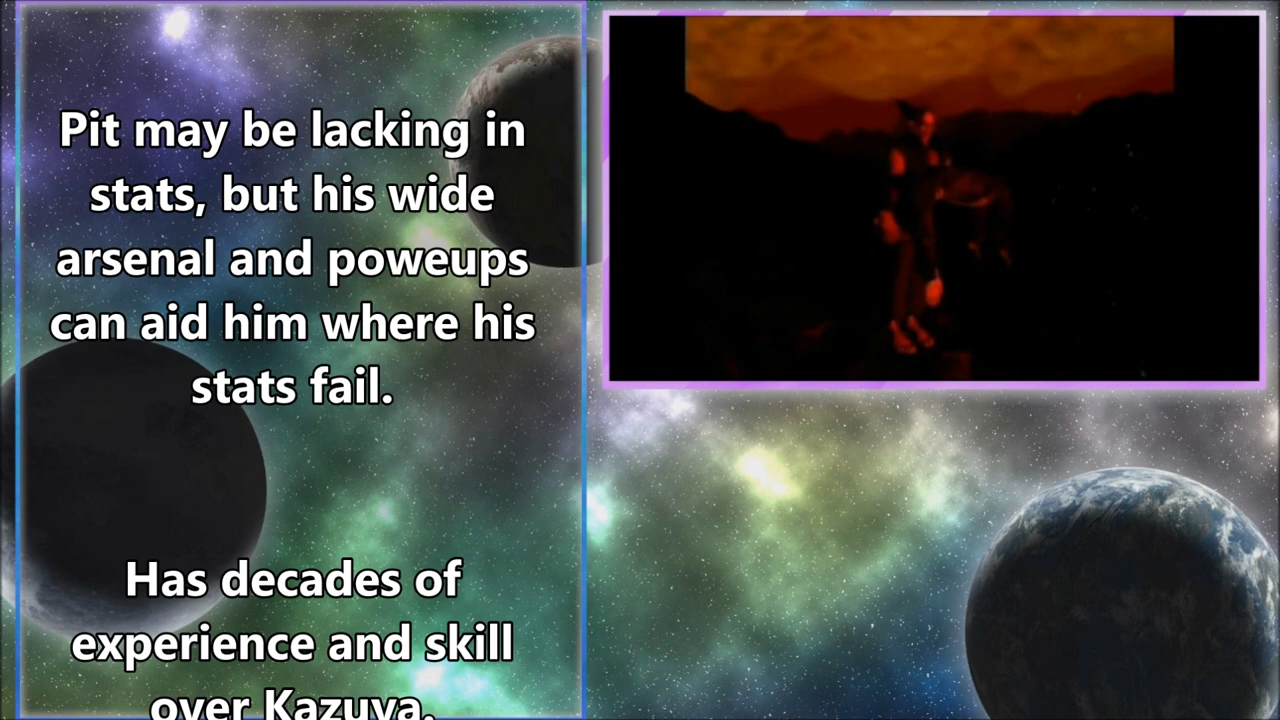 Pit may be lacking in
stats, but his wide
arsenal and poweups
can aid him where his
stats fail.
Has decades of
experience and skill
over Kazuya.